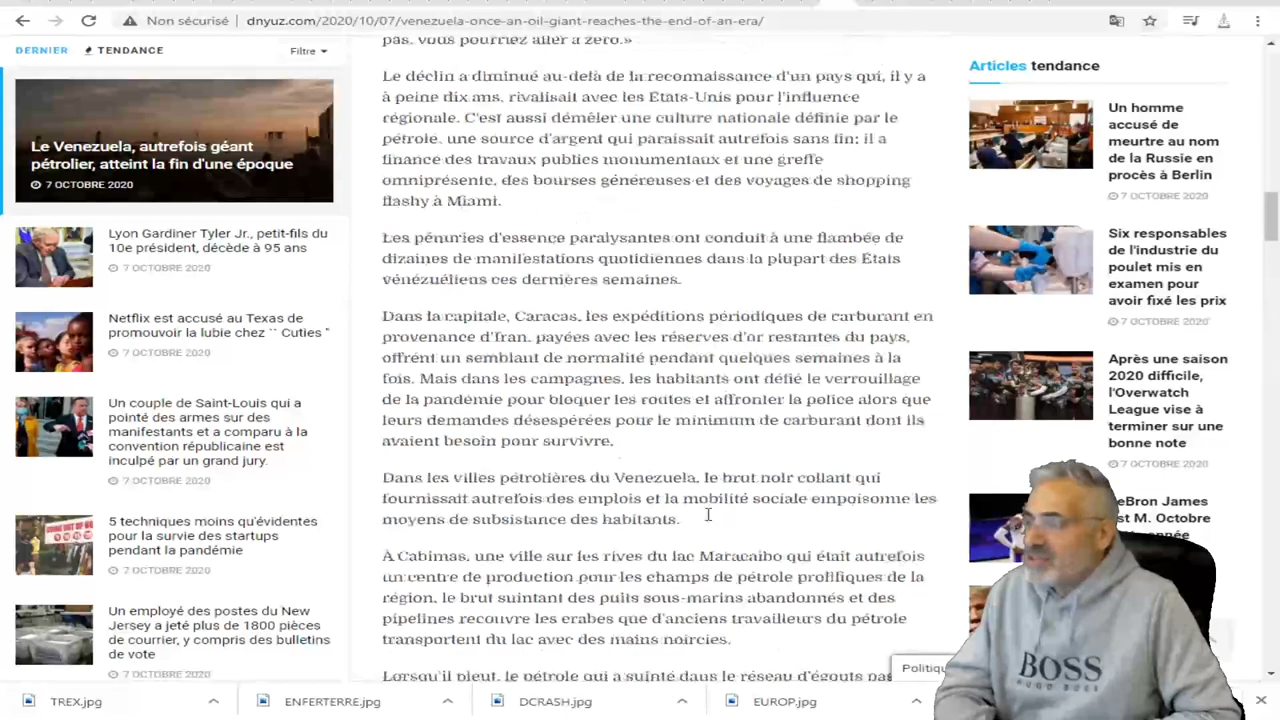 Non sécurisé
dnyuz.com/2020/10/07/venezuela-once-an-oil-giant-reaches-the-end-of-an-era/
DERNIER
TENDANCE
Filtre
Le Venezuela, autrefois géant
pétrolier, atteint la fin d'une époque
7 OCTOBRE 2020
Lyon Gardiner Tyler Jr., petit-fils du
10e président, décède à 95 ans
7 OCTOBRE 2020
Netflix est accusé au Texas de
promouvoir la lubie chez `` Cuties "
7 OCTOBRE 2020
Un couple de Saint-Louis qui a
pointé des armes sur des
manifestants et a comparu à la
convention républicaine est
inculpé par un grand jury.
7 OCTOBRE 2020
5 techniques moins qu'évidentes
pour la survie des startups
pendant la pandémie
7 OCTOBRE 2020
Un employé des postes du New
Jersey a jeté plus de 1800 pièces
de courrier, y compris des bulletins
de vote
7 OCTOBRE 2020
pas, vous pourriez aller à zéro.»
Le déclin a diminué au-delà de la reconnaissance d'un pays qui, il y a
à peine dix ans, rivalisait avec les États-Unis pour l'influence
régionale. C'est aussi démêler une culture nationale définie par le
pétrole, une source d'argent qui paraissait autrefois sans fin; il a
financé des travaux publics monumentaux et une greffe
omniprésente, des bourses généreuses et des voyages de shopping
flashy à Miami.
Les pénuries d'essence paralysantes ont conduit à une flambée de
dizaines de manifestations quotidiennes dans la plupart des États
vénézuéliens ces dernières semaines.
Dans la capitale, Caracas, les expéditions périodiques de carburant en
provenance d'Iran, payées avec les réserves d'or restantes du pays,
offrent un semblant de normalité pendant quelques semaines à la
fois. Mais dans les campagnes, les habitants ont défié le verrouillage
de la pandémie pour bloquer les routes et affronter la police alors que
leurs demandes désespérées pour le minimum de carburant dont ils
avaient besoin pour survivre.
Dans les villes pétrolières du Venezuela, le brut noir collant qui
fournissait autrefois des emplois et la mobilité sociale empoisonne les
moyens de subsistance des habitants.
À Cabimas, une ville sur les rives du lac Maracaibo qui était autrefois
un centre de production pour les champs de pétrole prolifiques de la
région, le brut suintant des puits sous-marins abandonnés et des
pipelines recouvre les crabes que d'anciens travailleurs du pétrole
transportent du lac avec des mains noircies.
Lorsqu'il pleut, le pétrole qui a suinté dans le réseau d'égouts
Articles tendance
Un homme
accusé de
meurtre au nom
de la Russie en
procès à Berlin
7 OCTOBRE 2020
Six responsables
de l'industrie du
poulet mis en
examen pour
avoir fixé les prix
7 OCTOBRE 2020
Après une saison
2020 difficile,
l'Overwatch
League vise à
terminer sur une
bonne note
7 OCTOBRE 2020
LeBron James
est M. Octobre
BOSS
HUGO BOSS
TREX.jpg
ENFERTERRE.jpg
DCRASH.jpg
EUROP.jpg